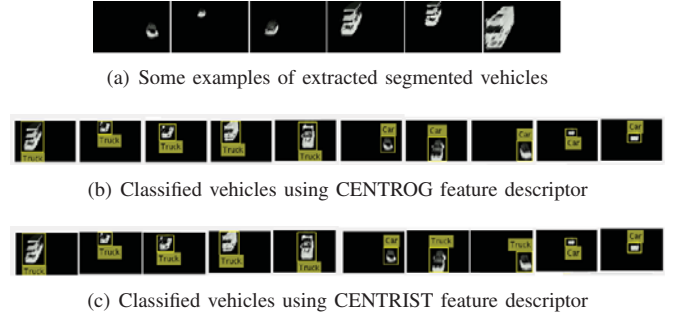 (a) Some examples of extracted segmented vehicles
Truck Truck Truck Truck Truck Car Car Car Car Car
(b) Classified vehicles using CENTROG feature descriptor
Truck Truck Truck Truck Truck Car Truck Truck Car Car
(c) Classified vehicles using CENTRIST feature descriptor